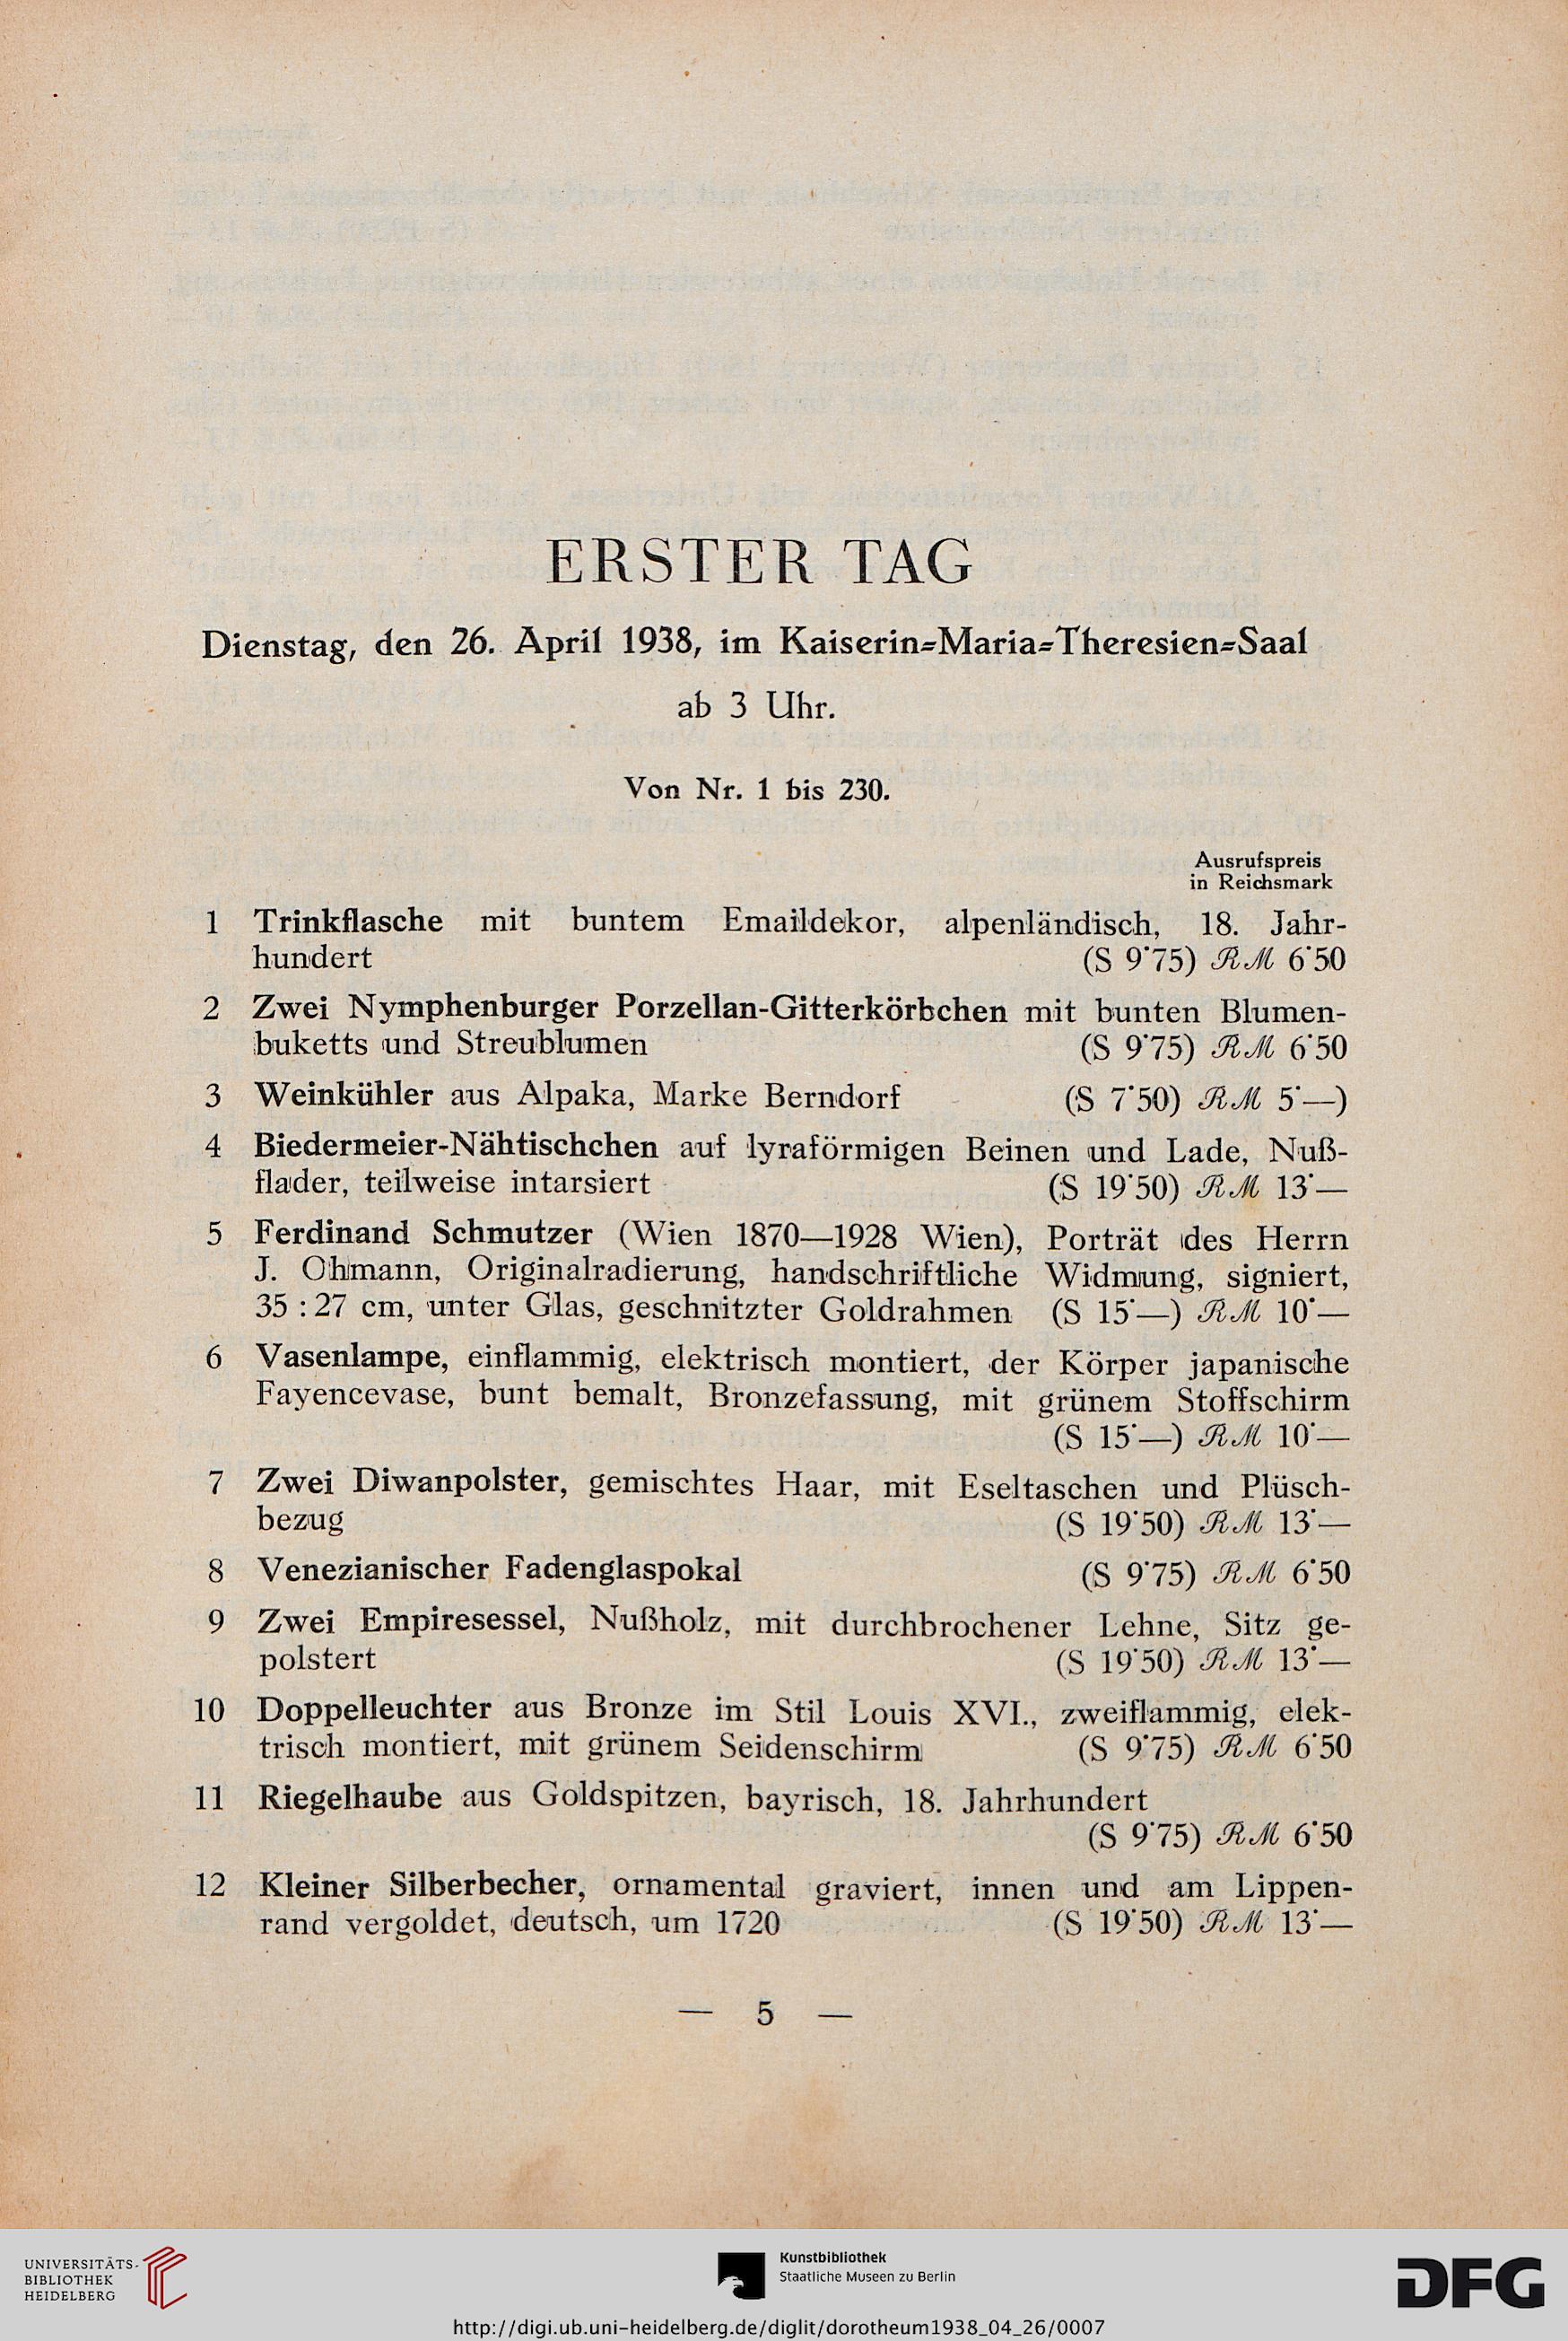 ERSTER TAG
Dienstag, den 26. April 1938, im Kaiserin-Maria-Theresien-Saal
ab 3 Uhr.
Von Nr. 1 bis 230.
Ausrufspreis
in Reichsmark
1 Trinkflasche mit buntem Emaildekor, alpenländisch, 18. Jahr-
hundert (S 9˙75) RM 6˙50
2 Zwei Nymphenburger Porzellan-Gitterkörbchen mit bunten Blumen-
buketts und Streublumen (S 9˙75) RM 6˙50
3 Weinkühler aus Alpaka, Marke Berndorf (S 7˙50) RM 5˙—)
4 Biedermeier-Nähtischchen auf lyraförmigen Beinen und Lade, Nuß-
flader, teilweise intarsiert (S 19˙50) RM 13˙—
5 Ferdinand Schmutzer (Wien 1870—1928 Wien), Porträt des Herrn
J. Ohmann, Originalradierung, handschriftliche Widmung, signiert,
35 : 27 cm, unter Glas, geschnitzter Goldrahmen (S 15˙—) RM 10˙—
6 Vasenlampe, einflammig, elektrisch montiert, der Körper japanische
Fayencevase, bunt bemalt, Bronzefassung, mit grünem Stoffschirm
(S 15˙—) RM 10˙—
7 Zwei Diwanpolster, gemischtes Haar, mit Eseltaschen und Plüsch-
bezug (S 19˙50) RM 13˙—
8 Venezianischer Fadenglaspokal (S 9˙75) RM 6˙50
9 Zwei Empiresessel, Nußholz, mit durchbrochener Lehne, Sitz ge-
polstert (S 19˙50) RM 13˙—
10 Doppelleuchter aus Bronze im Stil Louis XVI., zweiflammig, elek-
trisch montiert, mit grünem Seidenschirm (S 9˙75) RM 6˙50
11 Riegelhaube aus Goldspitzen, bayrisch, 18. Jahrhundert
(S 9˙75) RM 6˙50
12 Kleiner Silberbecher, ornamental graviert, innen und am Lippen-
rand vergoldet, deutsch, um 1720 (S 19˙50) RM 13˙—
— 5 —
UNIVERSITÄTS-
BIBLIOTHEK
HEIDELBERG
Kunstbibliothek
Staatliche Museen zu Berlin
DFG
http://digi.ub.uni-heidelberg.de/diglit/dorotheum1938_04_26/0007